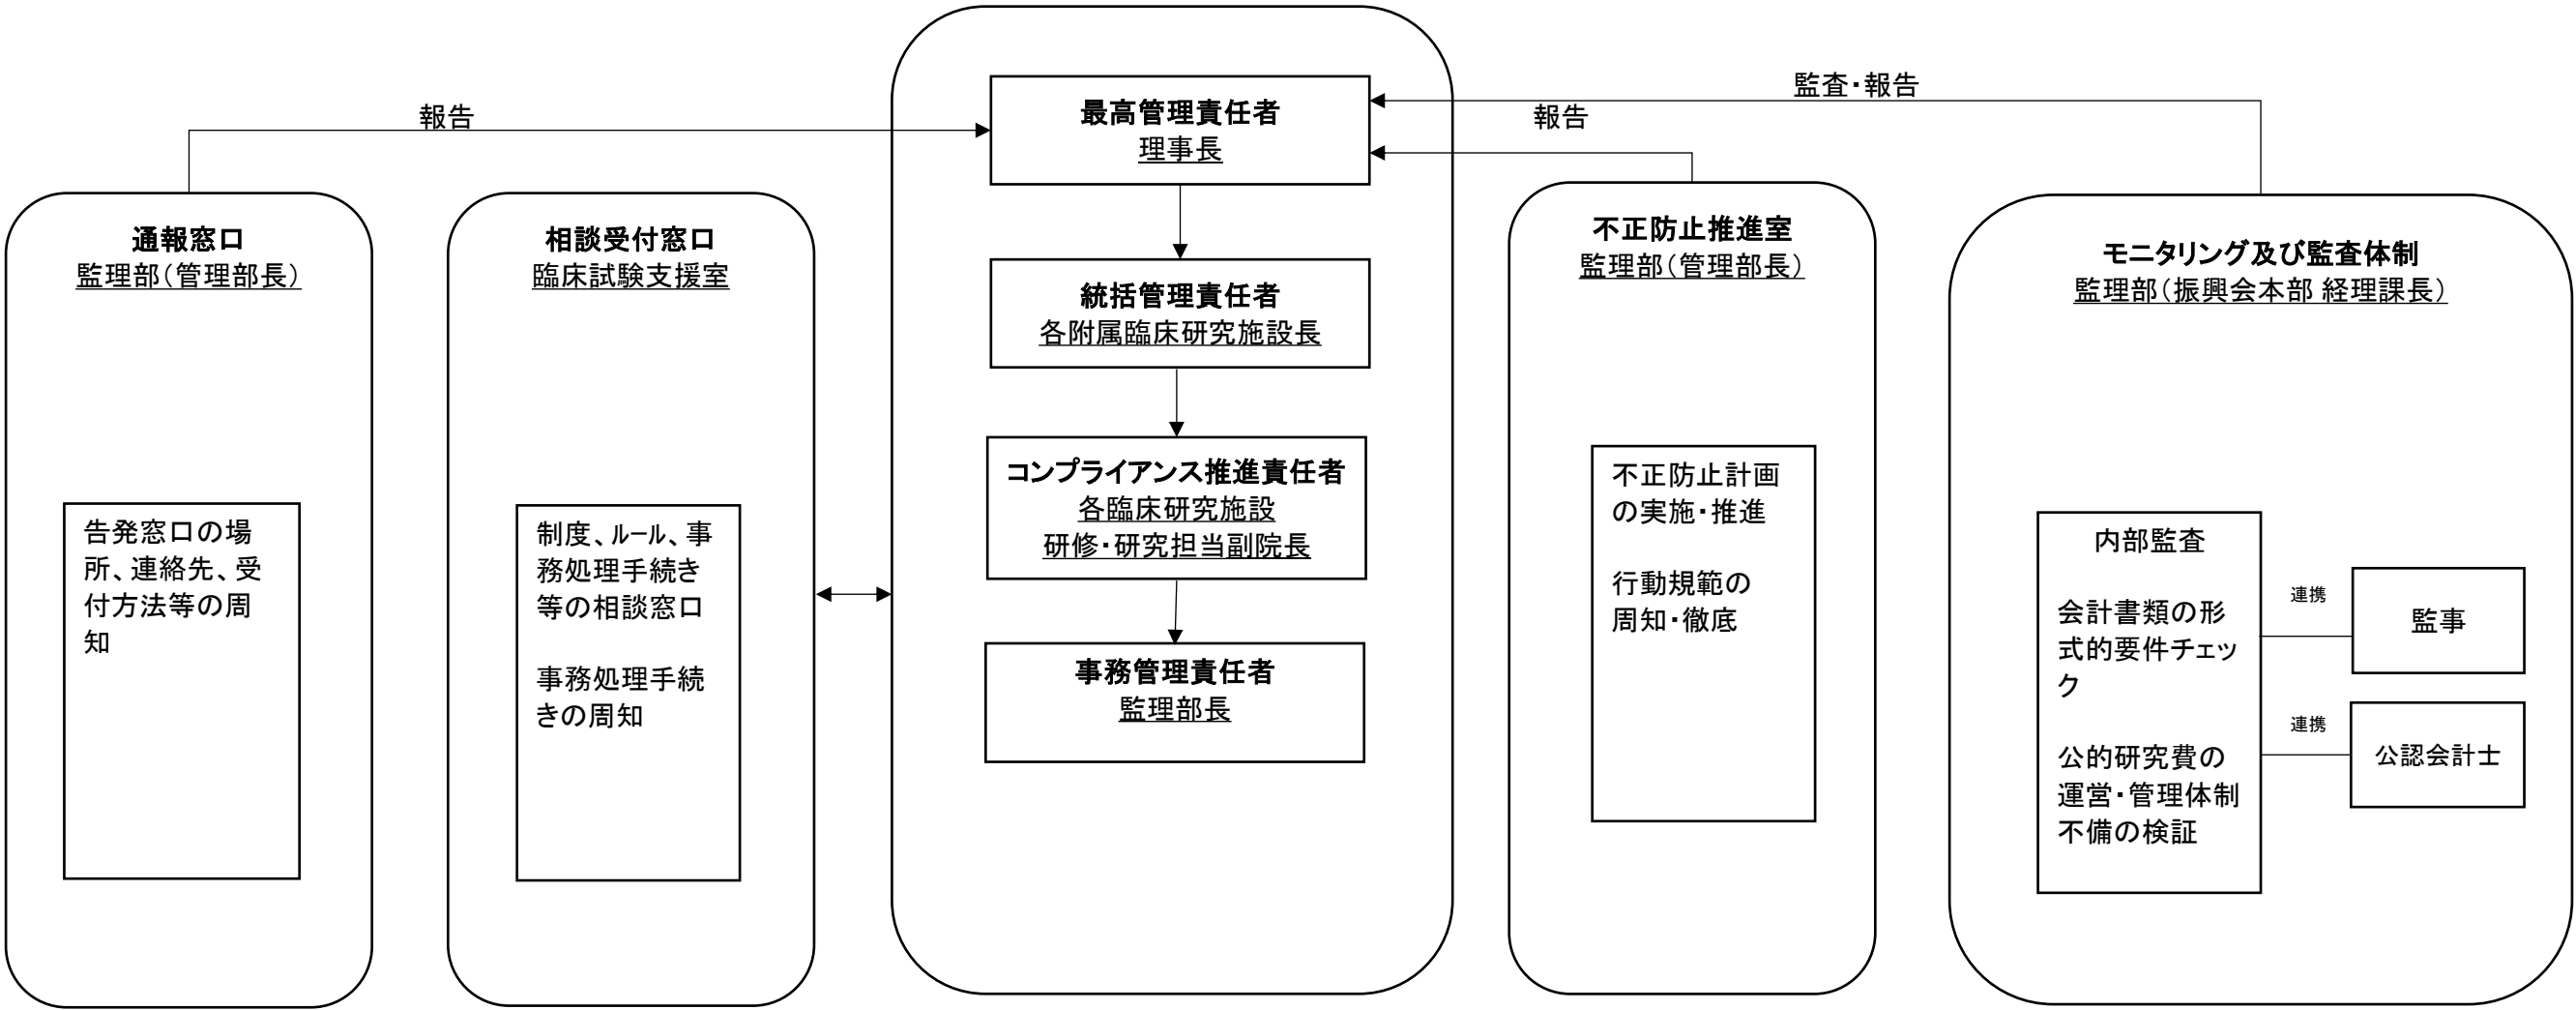 報告
通報窓口
監理部（管理部長）
告発窓口の場
所、連絡先、受
付方法等の周
知
相談受付窓口
臨床試験支援室
制度、ルール、事
務処理手続き
等の相談窓口
事務処理手続
きの周知
最高管理責任者
理事長
統括管理責任者
各附属臨床研究施設長
コンプライアンス推進責任者
各臨床研究施設
研修・研究担当副院長
事務管理責任者
監理部長
報告
不正防止推進室
監理部（管理部長）
不正防止計画
の実施・推進
行動規範の
周知・徹底
監査・報告
モニタリング及び監査体制
監理部（振興会本部 経理課長）
内部監査
会計書類の形
式的要件チェッ
ク
公的研究費の
運営・管理体制
不備の検証
連携
監事
連携
公認会計士